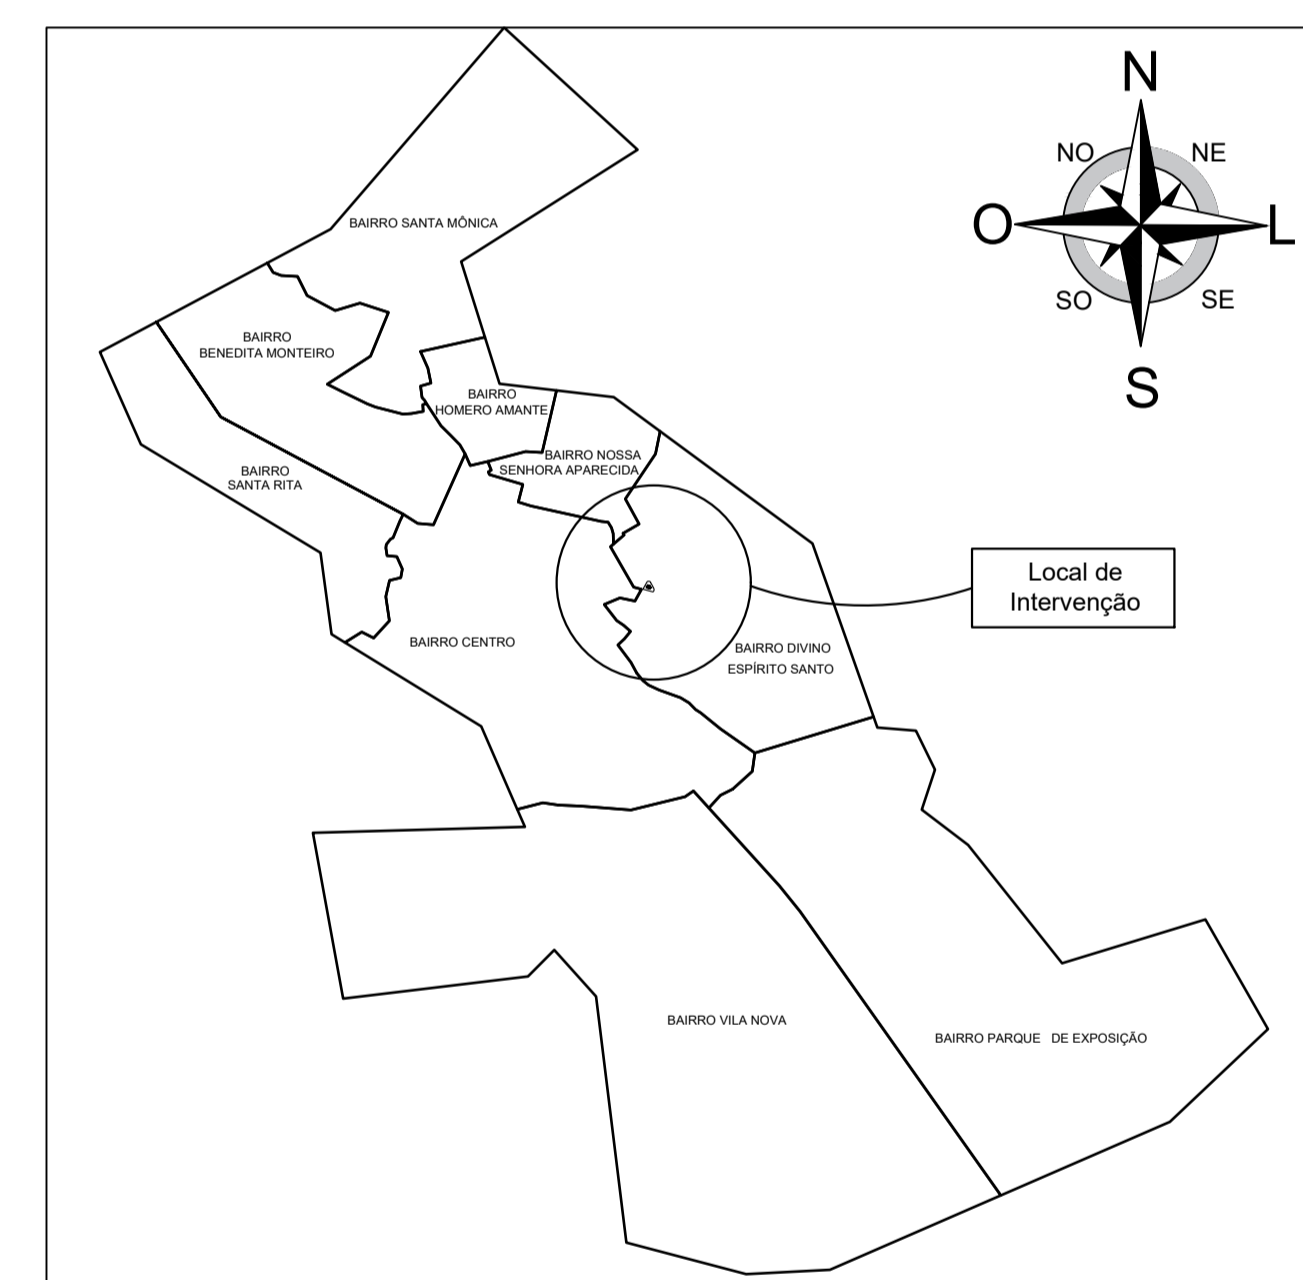 N
NO
NE
O
L
SO
SE
S
BAIRRO SANTA MÔNICA
BAIRRO
BENEDITA MONTEIRO
BAIRRO
HOMERO AMANTE
BAIRRO NOSSA
SENHORA APARECIDA
BAIRRO
SANTA RITA
Local de
Intervenção
BAIRRO CENTRO
BAIRRO DIVINO
ESPÍRITO SANTO
BAIRRO VILA NOVA
BAIRRO PARQUE DE EXPOSIÇÃO